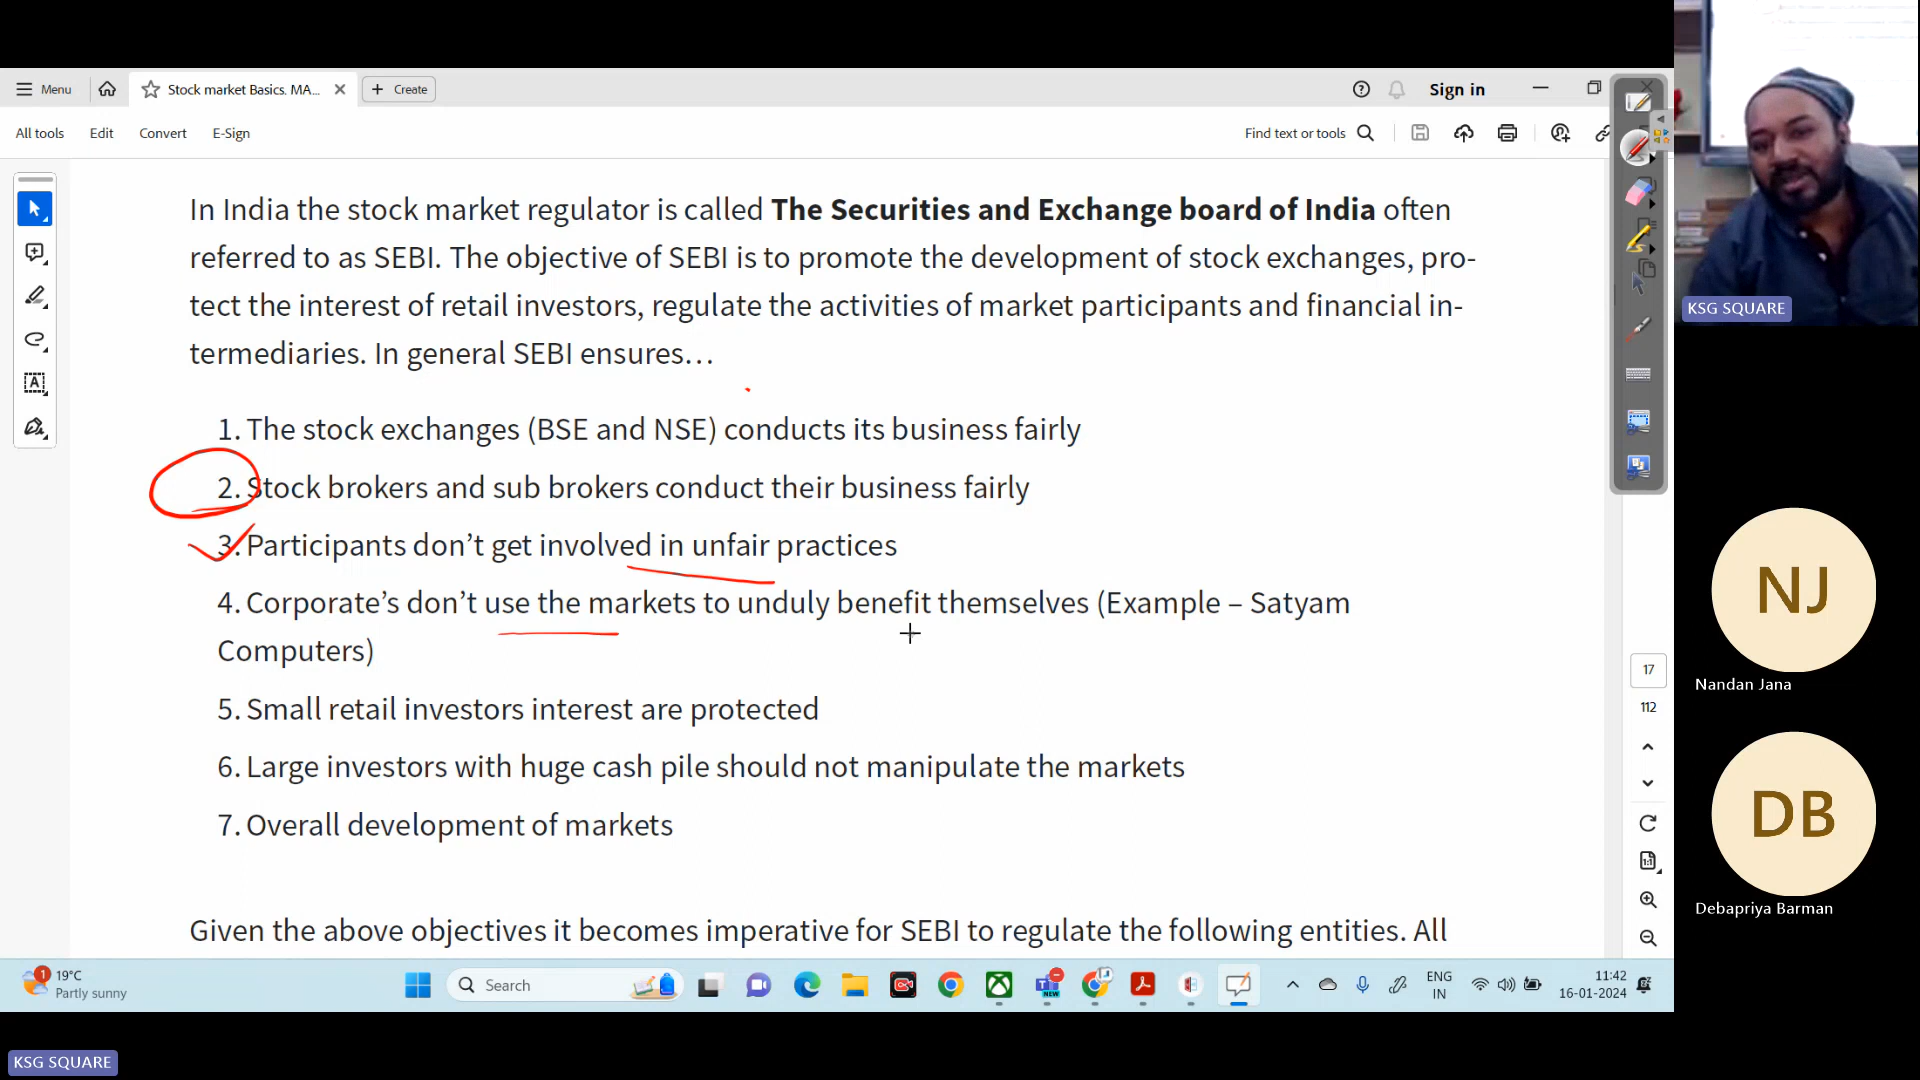 Menu
Stock market Basics. MA...
Create
Sign in
All tools
Edit
Convert
E-Sign
Find text or tools
In India the stock market regulator is called The Securities and Exchange board of India often
referred to as SEBI. The objective of SEBI is to promote the development of stock exchanges, pro-
tect the interest of retail investors, regulate the activities of market participants and financial in-
termediaries. In general SEBI ensures…
1. The stock exchanges (BSE and NSE) conducts its business fairly
2. Stock brokers and sub brokers conduct their business fairly
3. Participants don’t get involved in unfair practices
4. Corporate’s don’t use the markets to unduly benefit themselves (Example – Satyam
Computers)
5. Small retail investors interest are protected
6. Large investors with huge cash pile should not manipulate the markets
7. Overall development of markets
Given the above objectives it becomes imperative for SEBI to regulate the following entities. All
17
112
KSG SQUARE
NJ
Nandan Jana
DB
Debapriya Barman
1
19°C
Partly sunny
Search
NEW
ENG
IN
11:42
16-01-2024
KSG SQUARE